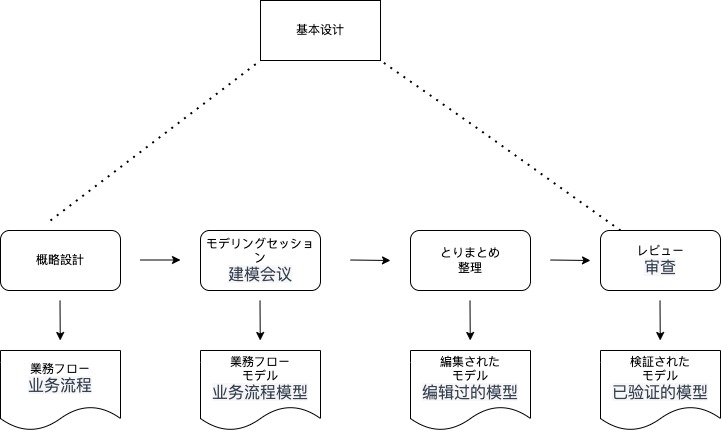 基本设计
概略設計
モデリングセッショ
ン
建模会议
とりまとめ
整理
レビュー
审查
業務フロー
业务流程
業務フロー
モデル
业务流程模型
編集された
モデル
编辑过的模型
検証された
モデル
已验证的模型